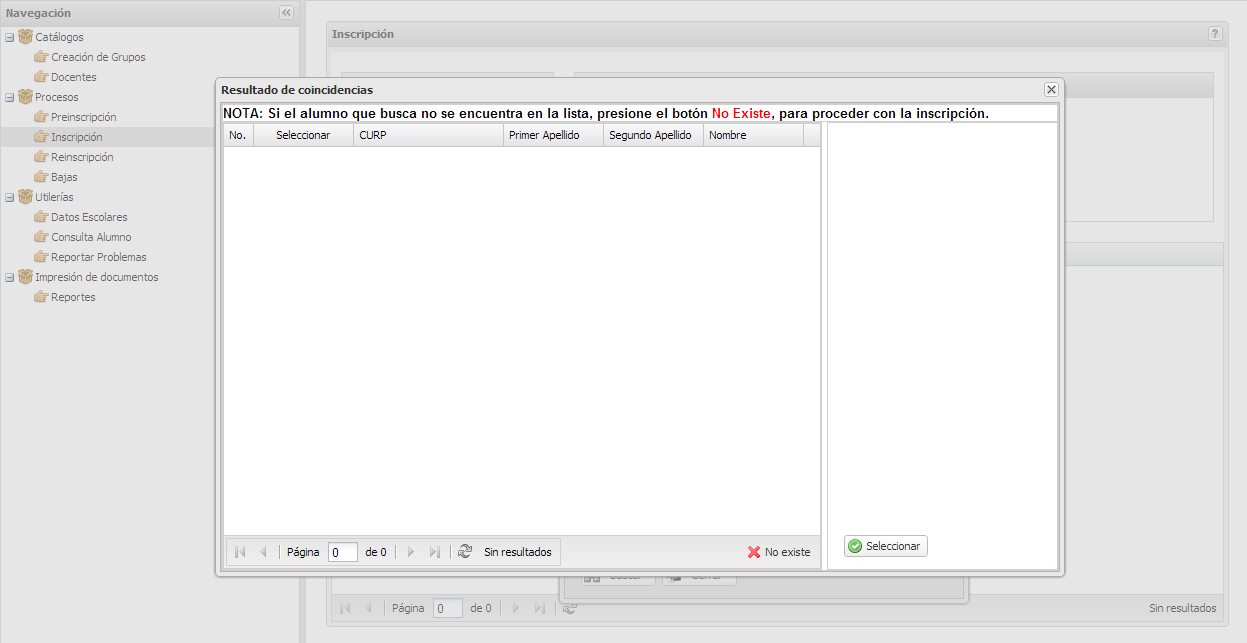 Navegación
Catálogos
Creación de Grupos
Docentes
Procesos
Preinscripción
Inscripción
Reinscripción
Bajas
Utilerías
Datos Escolares
Consulta Alumno
Reportar Problemas
Impresión de documentos
Reportes
Inscripción
Resultado de coincidencias
NOTA: Si el alumno que busca no se encuentra en la lista, presione el botón No Existe, para proceder con la inscripción.
No. Seleccionar CURP Primer Apellido Segundo Apellido Nombre
Página 0 de 0 Sin resultados No existe
Seleccionar
Página 0 de 0 Sin resultados